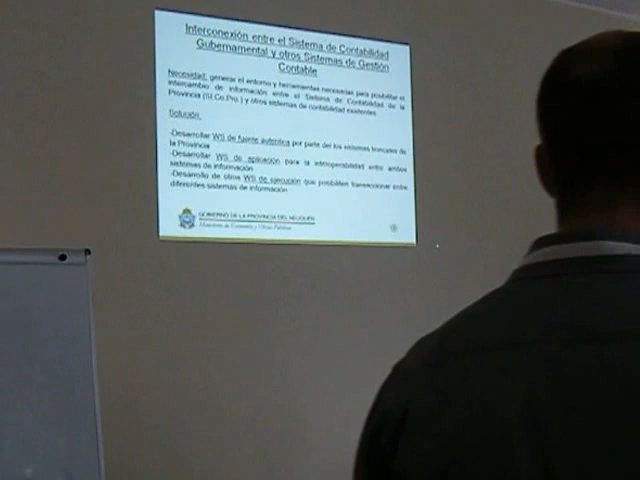 Interconexión entre el Sistema de Contabilidad
Gubernamental y otros Sistemas de Gestión
Contable
Necesidad: generar el entorno y herramientas necesarias para posibilitar el
intercambio de información entre el Sistema de Contabilidad de la
Provincia (Si.Co.Pro.) y otros sistemas de contabilidad existentes
Solución:
-Desarrollar WS de fuente autentica por parte del los sistemas troncales de
la Provincia
-Desarrollar WS de aplicación para la interoperabilidad entre ambos
sistemas de información
-Desarrollo de otros WS de ejecución que posibiliten transaccionar entre
diferentes sistemas de información
GOBIERNO DE LA PROVINCIA DEL NEUQUÉN
Ministerio de Economía y Obras Públicas